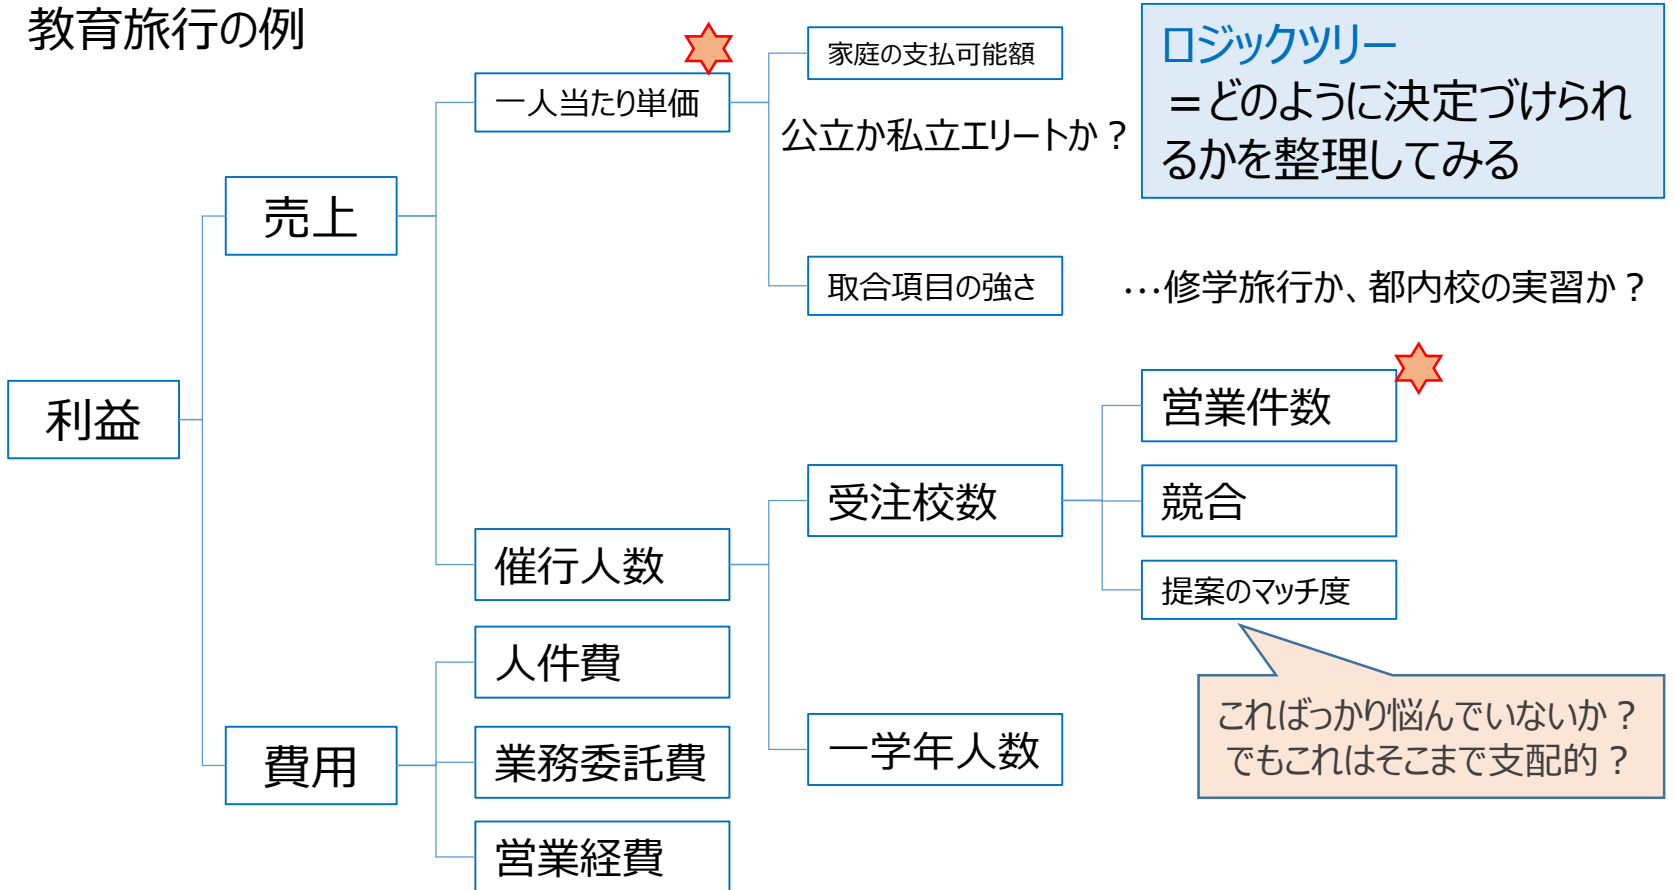 教育旅行の例
ロジックツリー
=どのように決定づけられ
るかを整理してみる
利益
売上
一人当たり単価
家庭の支払可能額
公立か私立エリートか？
取合項目の強さ
…修学旅行か、都内校の実習か？
催行人数
受注校数
営業件数
競合
提案のマッチ度
こればっかり悩んでいないか？
でもこれはそこまで支配的？
一学年人数
費用
人件費
業務委託費
営業経費